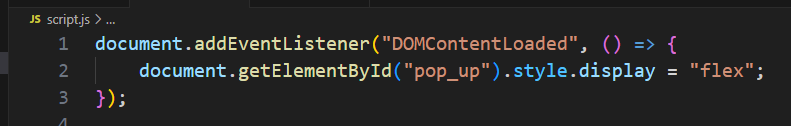 JS script.js > ...
1 document.addEventListener("DOMContentLoaded", () => {
2 document.getElementById("pop_up").style.display = "flex";
3 });
4